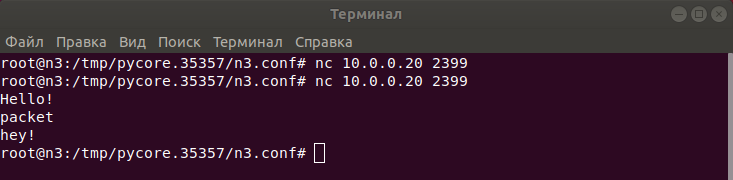 Терминал
Файл Правка Вид Поиск Терминал Справка
root@n3:/tmp/pycore.35357/n3.conf# nc 10.0.0.20 2399
root@n3:/tmp/pycore.35357/n3.conf# nc 10.0.0.20 2399
Hello!
packet
hey!
root@n3:/tmp/pycore.35357/n3.conf#